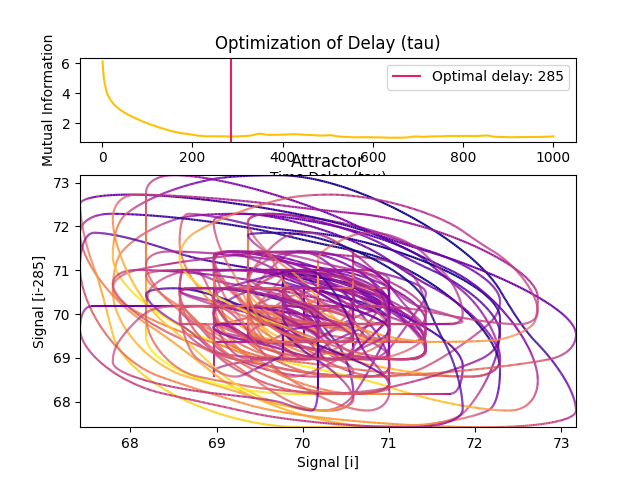 Optimization of Delay (tau)
Mutual Information
6
4
2
Optimal delay: 285
0 200 400 600 800 1000
Time Delay (tau)
Attractor
Signal [i-285]
73
72
71
70
69
68
68 69 70 71 72 73
Signal [i]